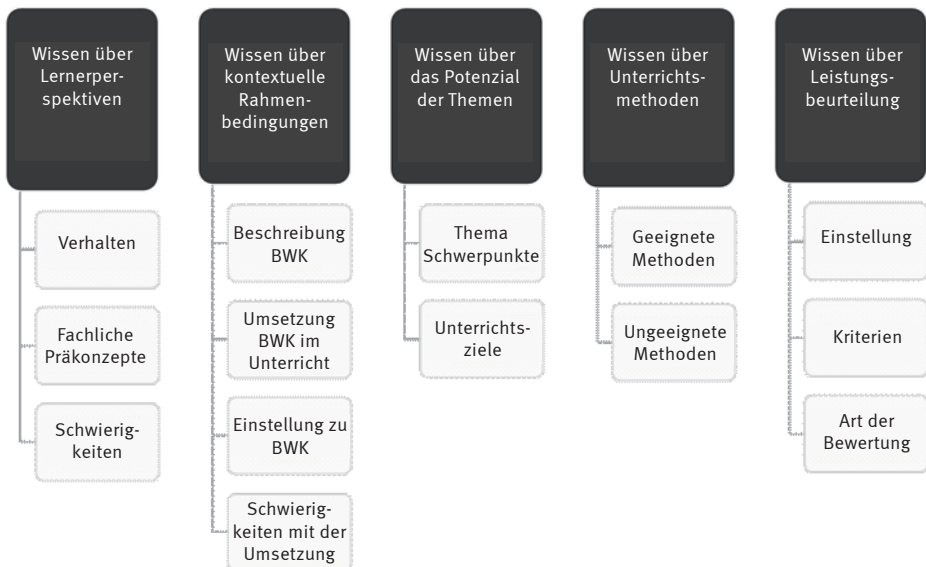 Wissen über
Lernerper-
spektiven
Verhalten
Fachliche
Präkonzepte
Schwierig-
keiten
Wissen über
kontextuelle
Rahmen-
bedingungen
Beschreibung
BWK
Umsetzung
BWK im
Unterricht
Einstellung zu
BWK
Schwierig-
keiten mit der
Umsetzung
Wissen über
das Potenzial
der Themen
Thema
Schwerpunkte
Unterrichts-
ziele
Wissen über
Unterrichts-
methoden
Geeignete
Methoden
Ungeeignete
Methoden
Wissen über
Leistungs-
beurteilung
Einstellung
Kriterien
Art der
Bewertung